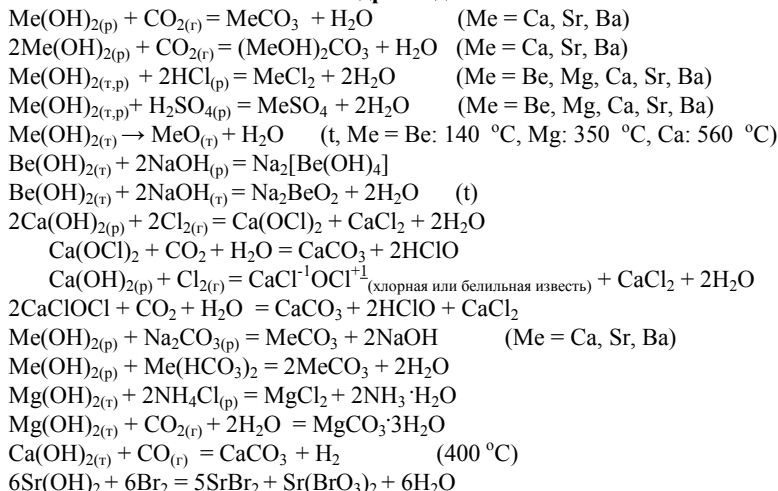 Me(OH)₂₍ₚ₎ + CO₂₍г₎ = MeCO₃ + H₂O (Me = Ca, Sr, Ba)
2Me(OH)₂₍ₚ₎ + CO₂₍г₎ = (MeOH)₂CO₃ + H₂O (Me = Ca, Sr, Ba)
Me(OH)₂₍т,р₎ + 2HCl₍р₎ = MeCl₂ + 2H₂O (Me = Be, Mg, Ca, Sr, Ba)
Me(OH)₂₍т,р₎+ H₂SO₄₍р₎ = MeSO₄ + 2H₂O (Me = Be, Mg, Ca, Sr, Ba)
Me(OH)₂₍т₎ → MeO₍т₎ + H₂O (t, Me = Be: 140 °C, Mg: 350 °C, Ca: 560 °C)
Be(OH)₂₍т₎ + 2NaOH₍р₎ = Na₂[Be(OH)₄]
Be(OH)₂₍т₎ + 2NaOH₍т₎ = Na₂BeO₂ + 2H₂O (t)
2Ca(OH)₂₍р₎ + 2Cl₂₍г₎ = Ca(OCl)₂ + CaCl₂ + 2H₂O
Ca(OCl)₂ + CO₂ + H₂O = CaCO₃ + 2HClO
Ca(OH)₂₍р₎ + Cl₂₍г₎ = CaCl⁻¹OCl⁺¹(хлорная или белильная известь) + CaCl₂ + 2H₂O
2CaClOCl + CO₂ + H₂O = CaCO₃ + 2HClO + CaCl₂
Me(OH)₂₍р₎ + Na₂CO₃₍р₎ = MeCO₃ + 2NaOH (Me = Ca, Sr, Ba)
Me(OH)₂₍р₎ + Me(HCO₃)₂ = 2MeCO₃ + 2H₂O
Mg(OH)₂₍т₎ + 2NH₄Cl₍р₎ = MgCl₂ + 2NH₃·H₂O
Mg(OH)₂₍т₎ + CO₂₍г₎ + 2H₂O = MgCO₃·3H₂O
Ca(OH)₂₍т₎ + CO₍г₎ = CaCO₃ + H₂ (400 °C)
6Sr(OH)₂ + 6Br₂ = 5SrBr₂ + Sr(BrO₃)₂ + 6H₂O